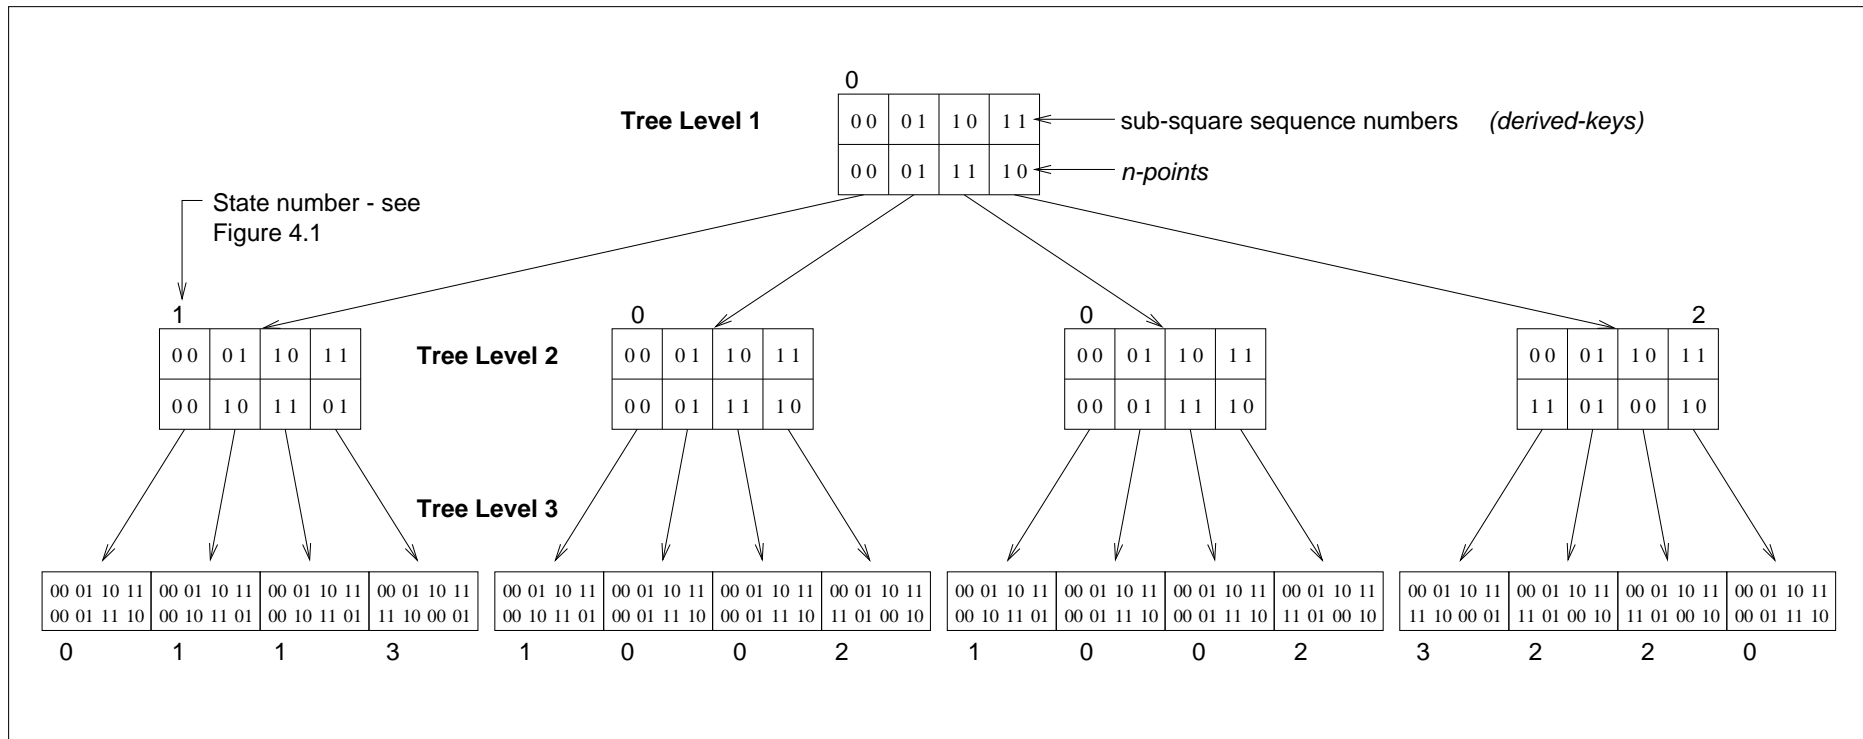 0
Tree Level 1
00 01 10 11
sub-square sequence numbers (derived-keys)
00 01 11 10
n-points
State number - see
Figure 4.1
1 0 0 2
00 01 10 11
Tree Level 2
00 01 10 11
00 01 10 11
00 01 10 11
00 10 11 01
00 01 11 10
00 01 11 10
11 01 00 10
Tree Level 3
00 01 10 11 00 01 10 11 00 01 10 11 00 01 10 11
00 01 10 11 00 01 10 11 00 01 10 11 00 01 10 11
00 01 10 11 00 01 10 11 00 01 10 11 00 01 10 11
00 01 10 11 00 01 10 11 00 01 10 11 00 01 10 11
00 01 11 10 00 10 11 01 00 10 11 01 11 10 00 01
00 10 11 01 00 01 11 10 00 01 11 10 11 01 00 10
00 10 11 01 00 01 11 10 00 01 11 10 11 01 00 10
11 10 00 01 11 01 00 10 11 01 00 10 00 01 11 10
0 1 1 3 1 0 0 2 1 0 0 2 3 2 2 0